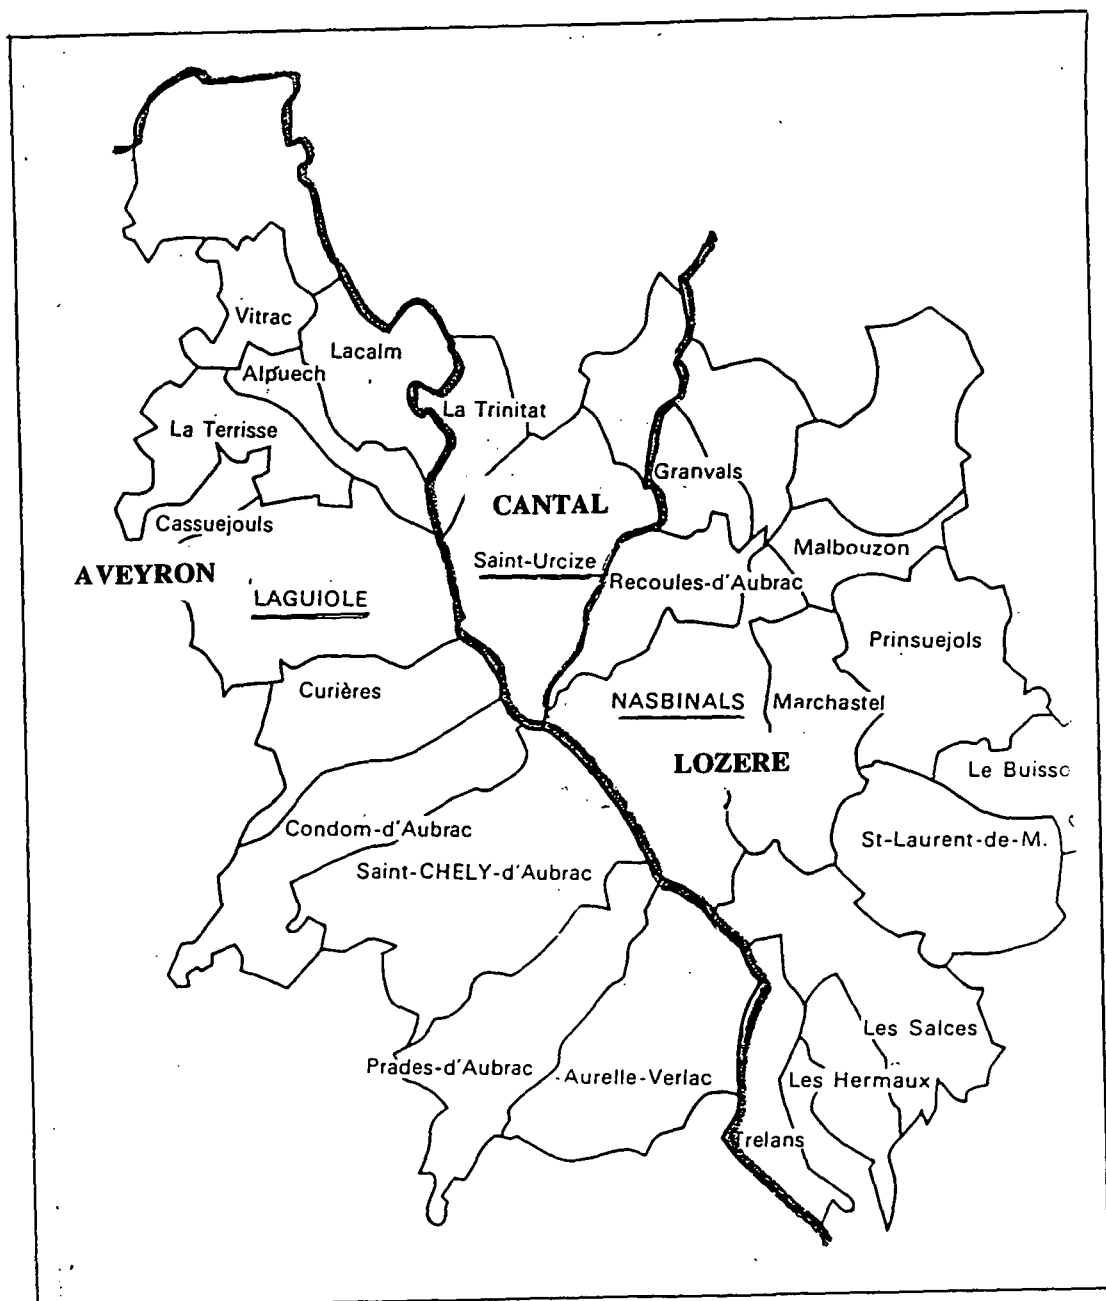 Vitrac
Lacalm
Alpuech
La Trinitat
La Terrisse
Granvals
CANTAL
Cassuejouls
Malbouzon
Saint-Urcize
AVEYRON
Recoules-d'Aubrac
LAGUIOLE
Prinsuejols
Curières
NASBINALS
Marchastel
LOZERE
Le Buisso
Condom-d'Aubrac
St-Laurent-de-M.
Saint-CHELY-d'Aubrac
Les Salces
Prades-d'Aubrac
Aurelle-Verlac
Les Hermaux
Trelans